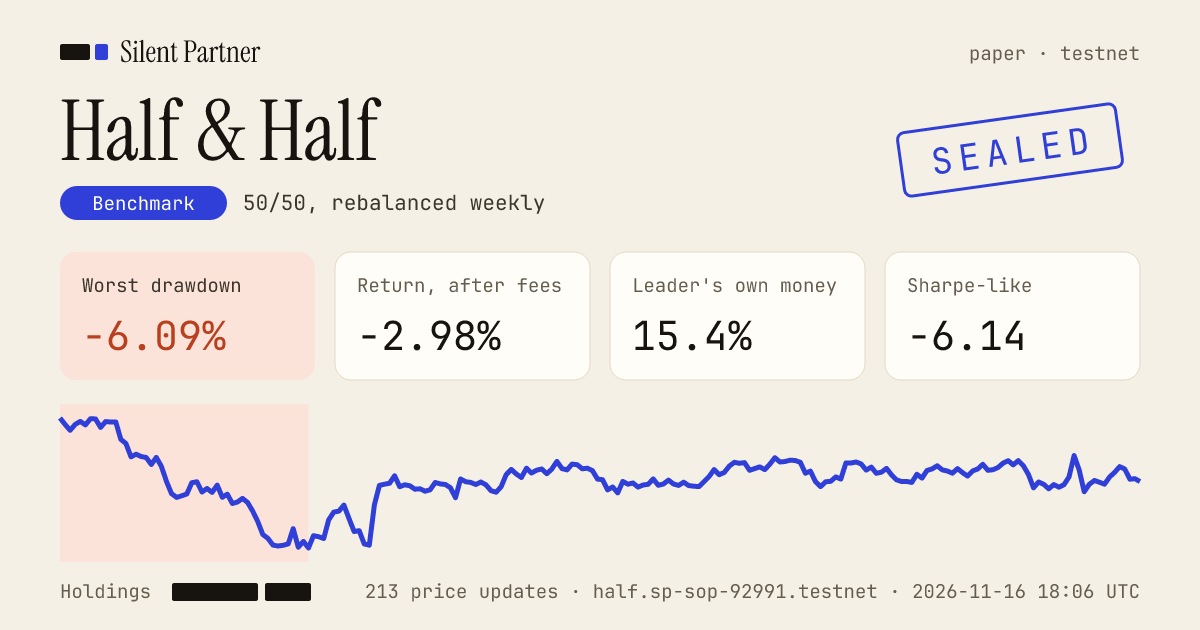 Silent Partner
paper · testnet
Half & Half
SEALED
Benchmark
50/50, rebalanced weekly
Worst drawdown
-6.09%
Return, after fees
-2.98%
Leader's own money
15.4%
Sharpe-like
-6.14
Holdings
213 price updates · half.sp-sop-92991.testnet · 2026-11-16 18:06 UTC